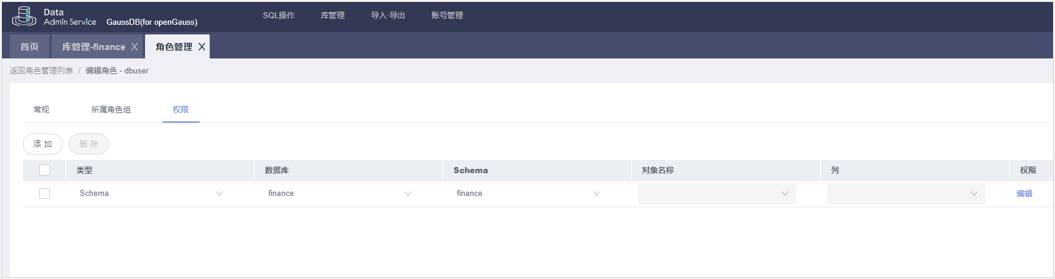 Data
Admin Service GaussDB(for openGauss) SQL操作 库管理 导入·导出 账号管理
首页 库管理-finance X 角色管理 X
返回角色管理列表 / 编辑角色 - dbuser
常规 所属角色组 权限
添加 删除
类型 数据库 Schema 对象名称 列 权限
Schema finance finance 编辑